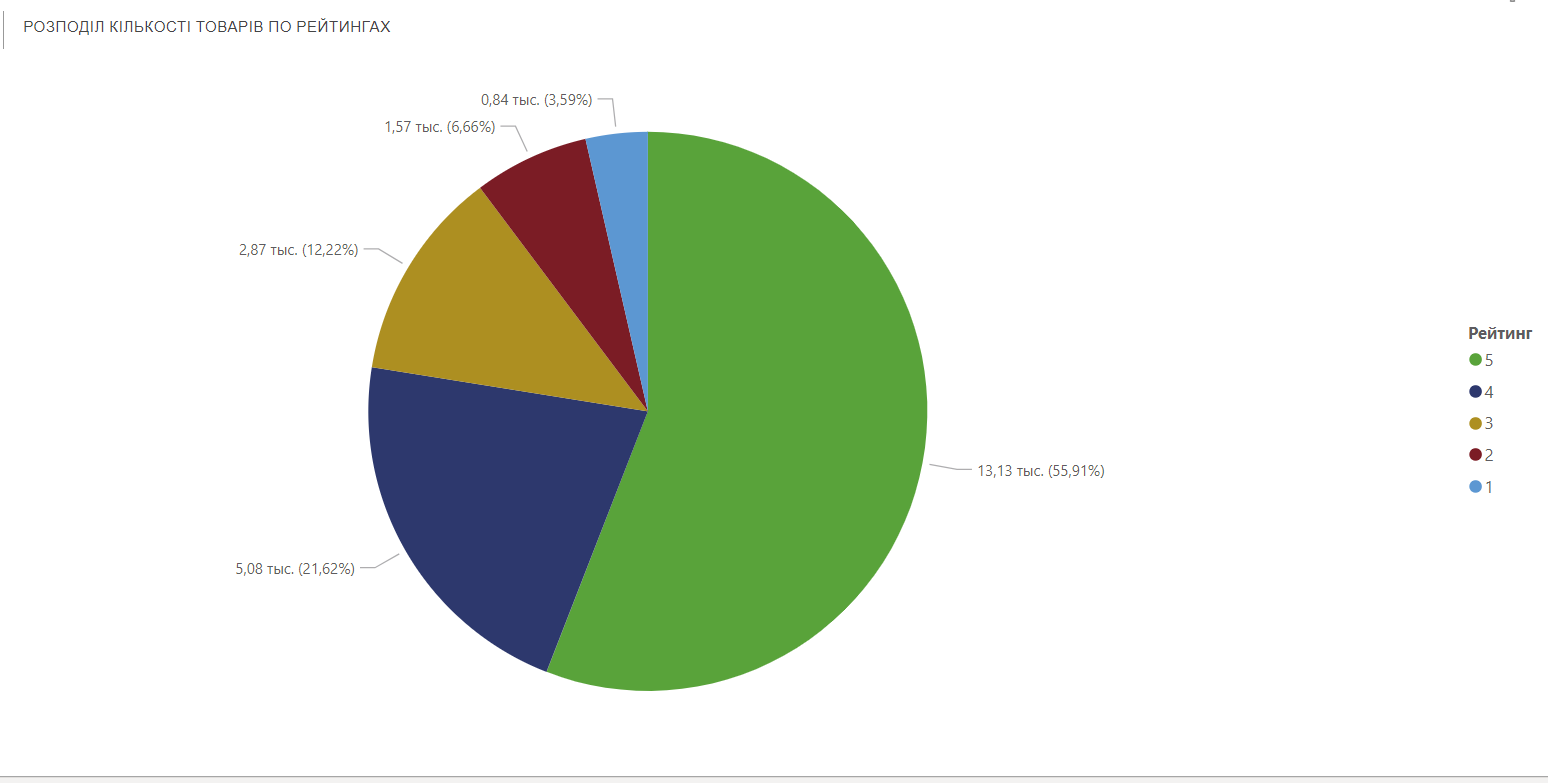 РОЗПОДІЛ КІЛЬКОСТІ ТОВАРІВ ПО РЕЙТИНГАХ
0,84 тыс. (3,59%)
1,57 тыс. (6,66%)
2,87 тыс. (12,22%)
5,08 тыс. (21,62%)
13,13 тыс. (55,91%)
Рейтинг
5
4
3
2
1